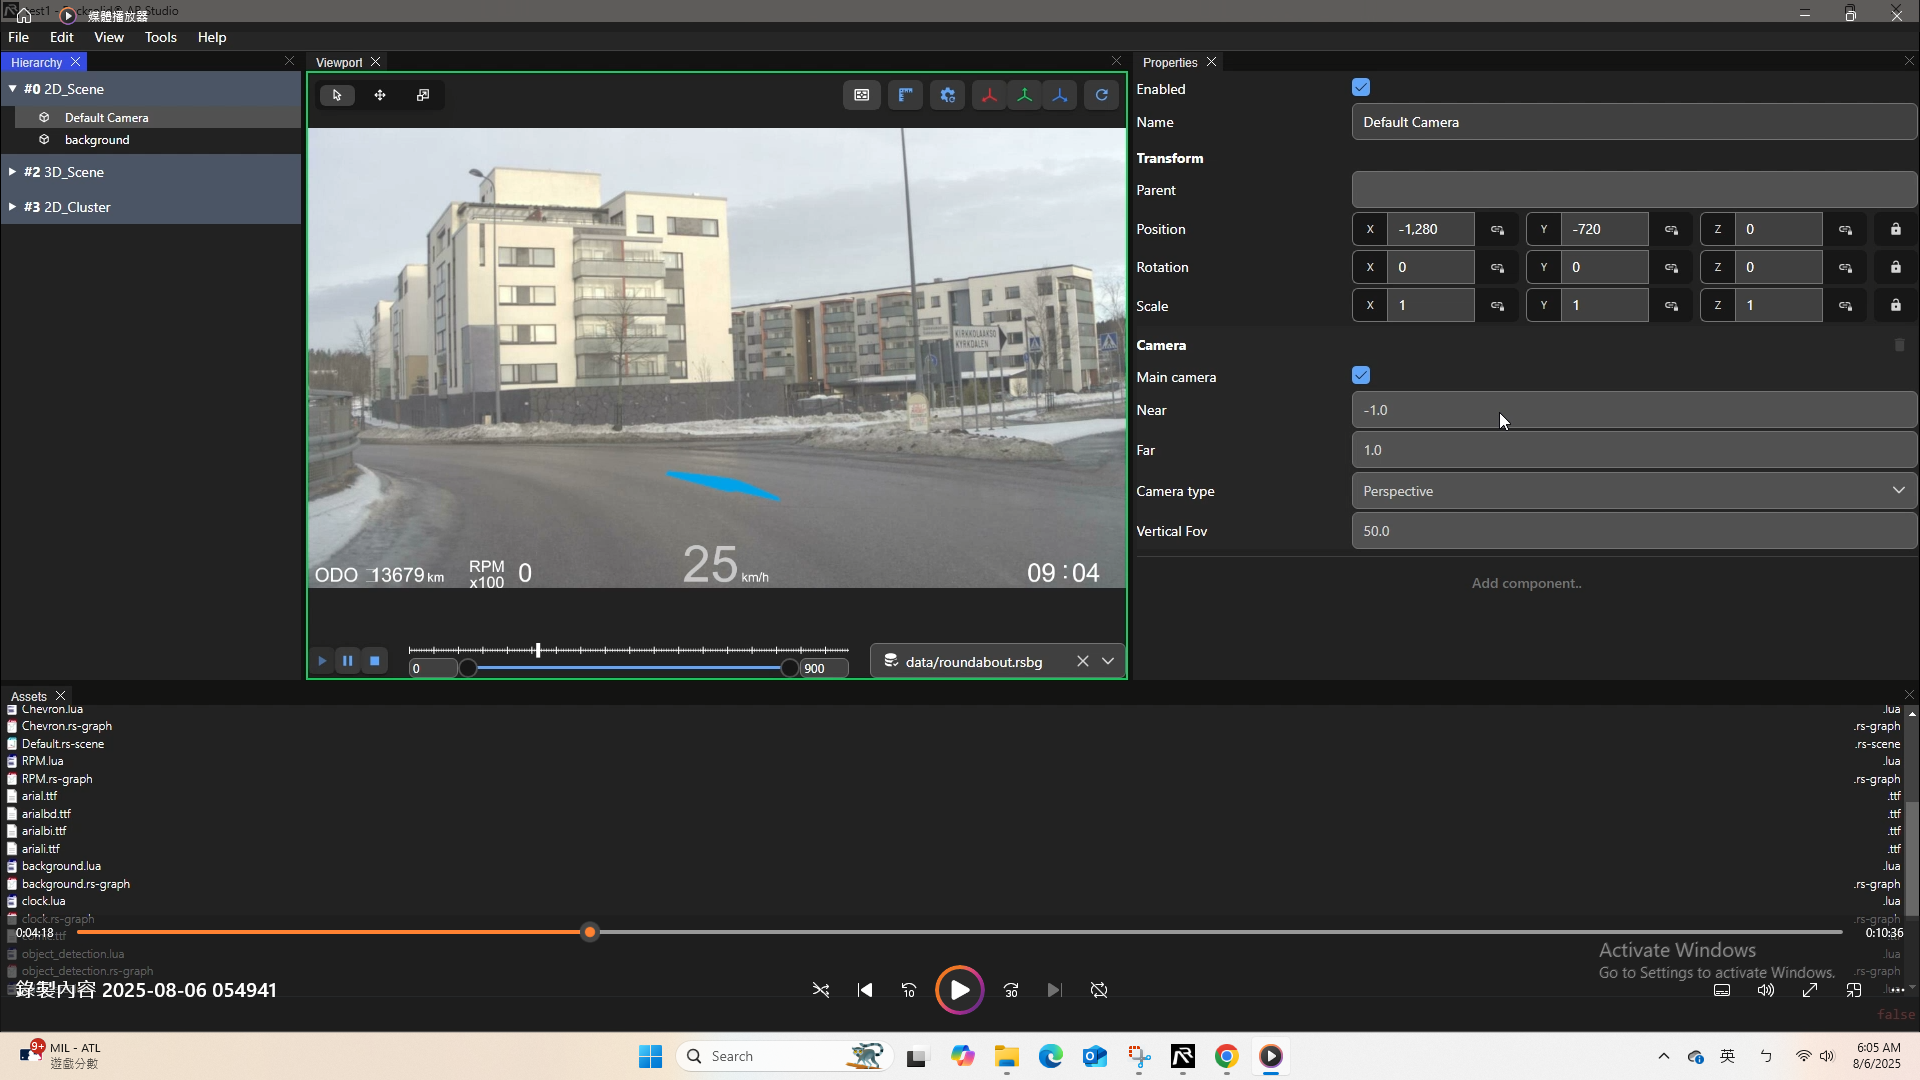 媒體播放器
File Edit View Tools Help
Hierarchy
#0 2D_Scene
Default Camera
background
#2 3D_Scene
#3 2D_Cluster
Viewport
KIRKKOLAAKSO
KYRKDALEN
ODO 13679 km
RPM
x100 0
25 km/h
09:04
0
900
data/roundabout.rsbg
Properties
Enabled
Name Default Camera
Transform
Parent
Position X -1,280 Y -720 Z 0
Rotation X 0 Y 0 Z 0
Scale X 1 Y 1 Z 1
Camera
Main camera
Near -1.0
Far 1.0
Camera type Perspective
Vertical Fov 50.0
Add component..
Assets
Chevron.lua .lua
Chevron.rs-graph .rs-graph
Default.rs-scene .rs-scene
RPM.lua .lua
RPM.rs-graph .rs-graph
arial.ttf .ttf
arialbd.ttf .ttf
arialbi.ttf .ttf
ariali.ttf .ttf
background.lua .lua
background.rs-graph .rs-graph
clock.lua .lua
clock.rs-graph .rs-graph
0:04:18 0:10:36
object_detection.lua .lua
object_detection.rs-graph .rs-graph
Activate Windows
Go to Settings to activate Windows.
錄製內容 2025-08-06 054941
10
30
false
9+
MIL - ATL
遊戲分數
Search
英
ㄅ
6:05 AM
8/6/2025